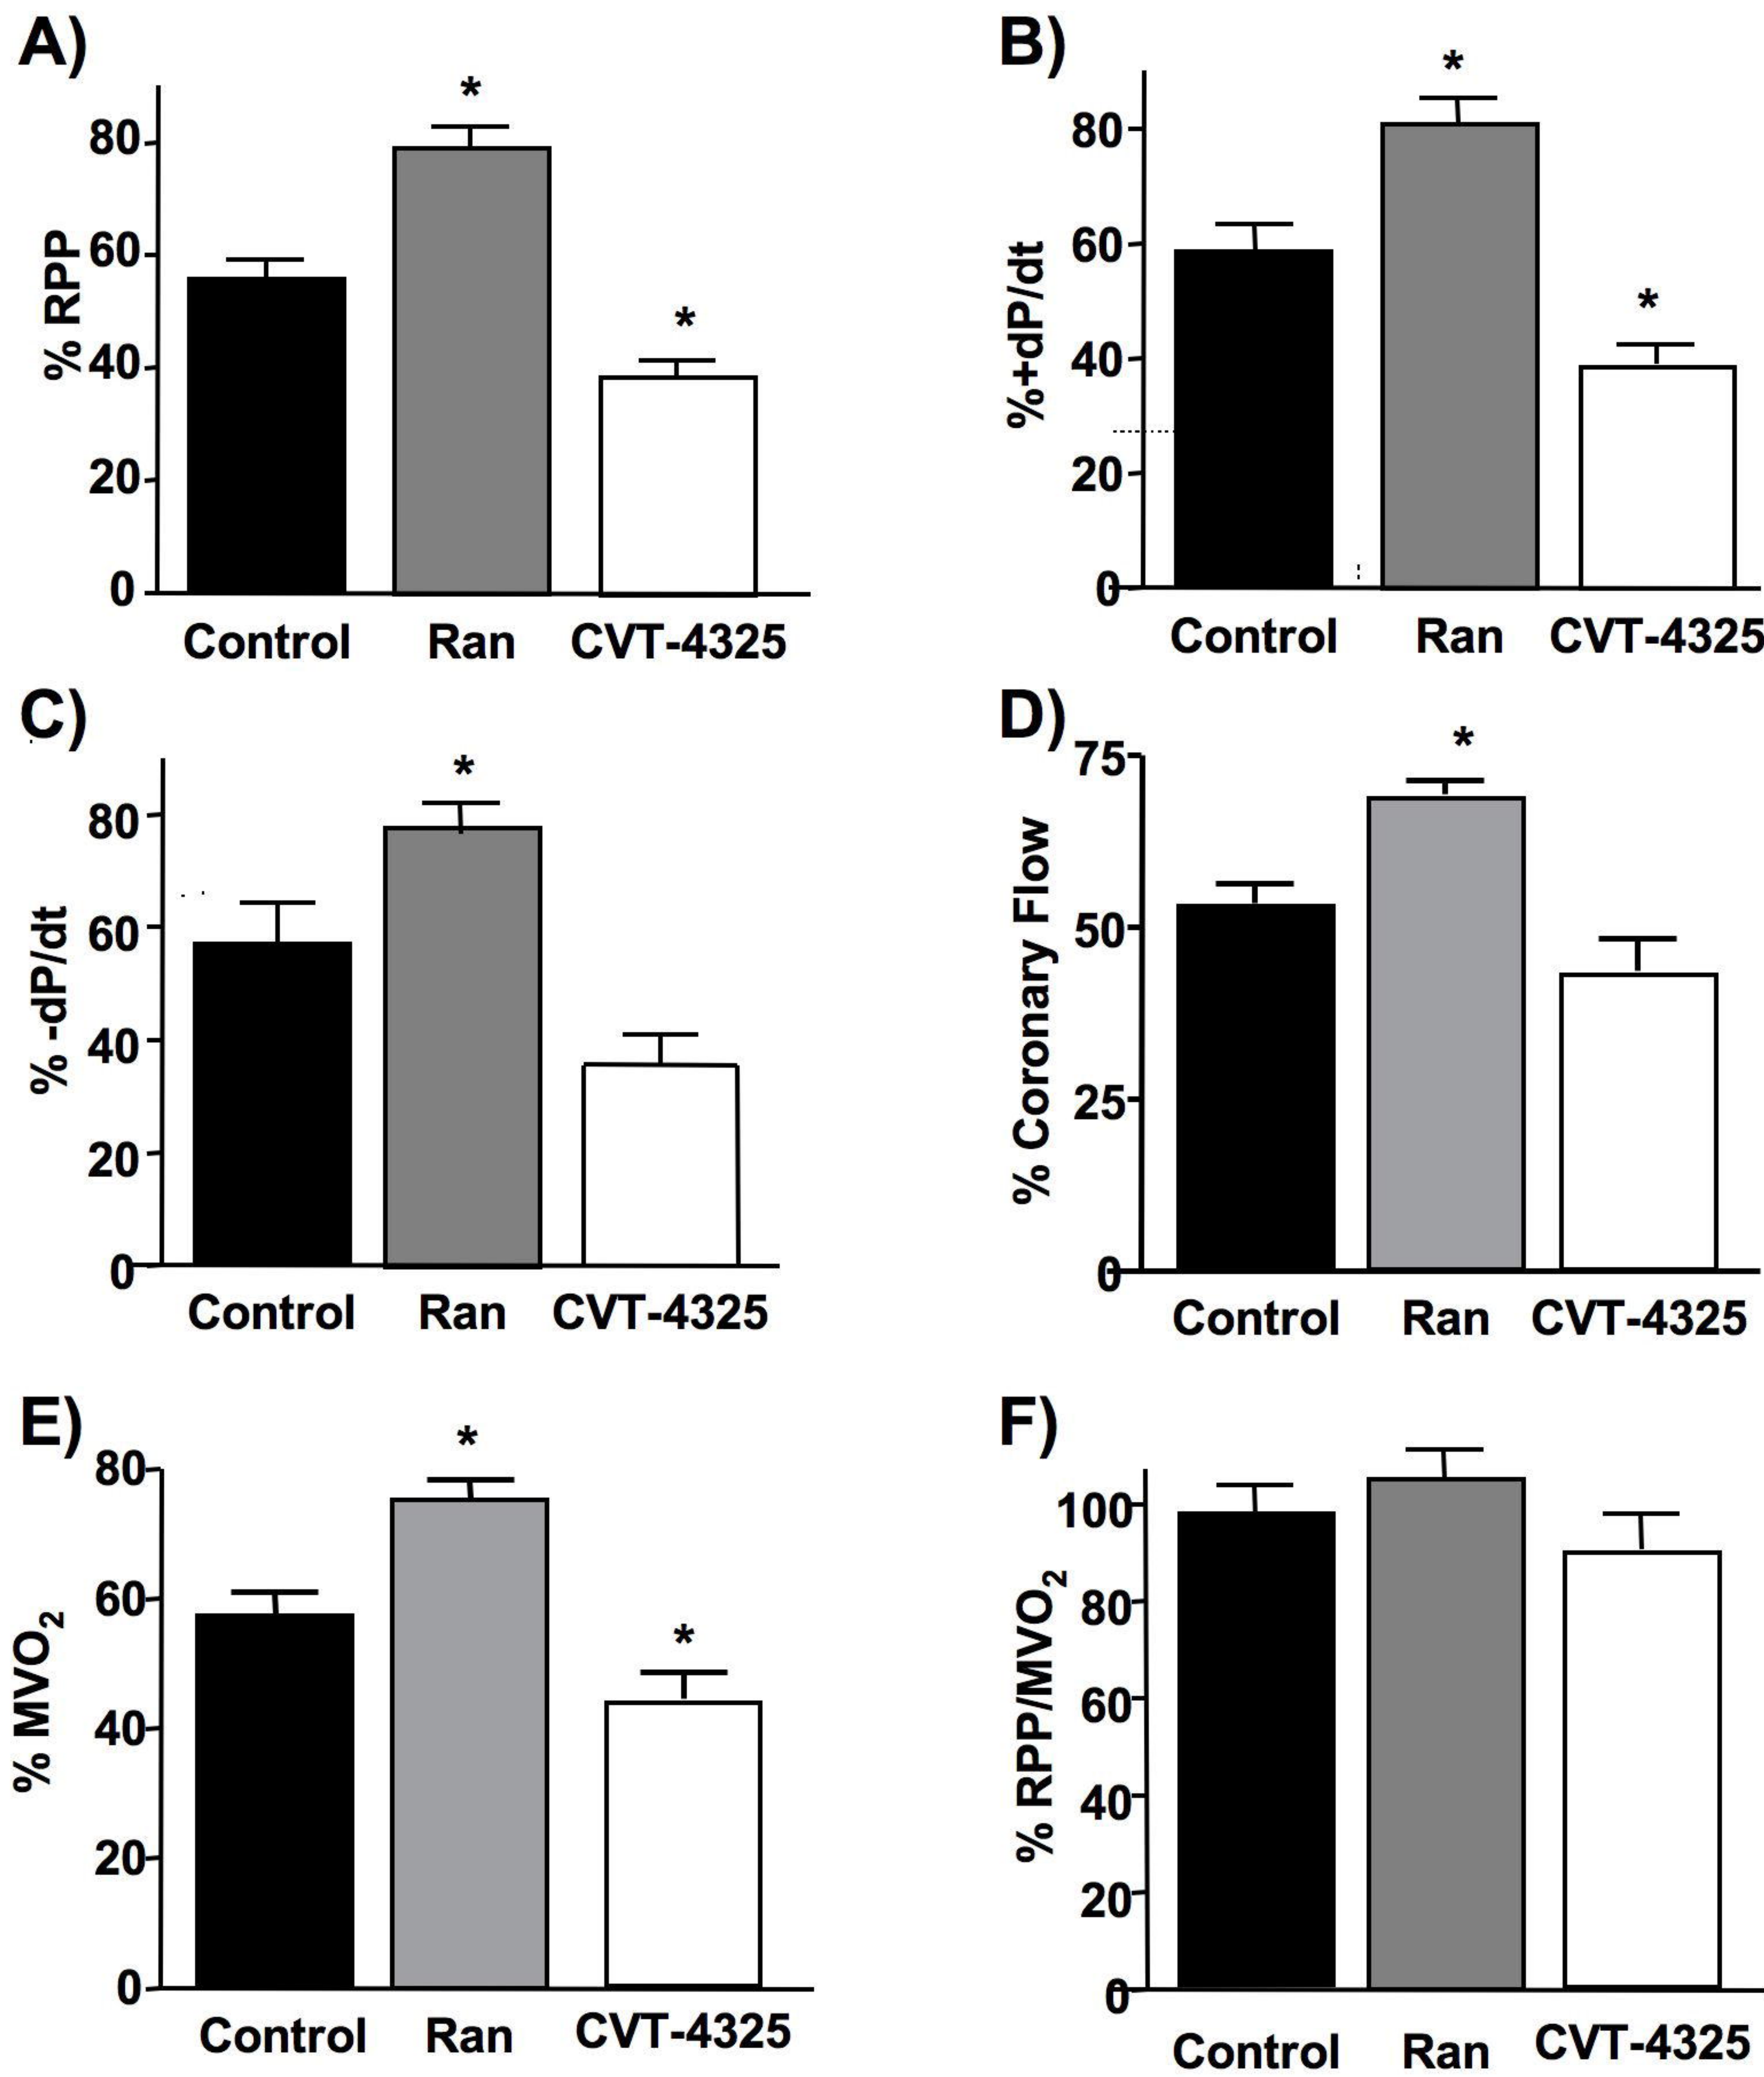 A)
*
80
60
40
20
0
% RPP
*
Control Ran CVT-4325
B)
*
80
60
40
20
0
%+dP/dt
*
Control Ran CVT-4325
C)
*
80
60
40
20
0
% -dP/dt
Control Ran CVT-4325
D)
*
75
50
25
0
% Coronary Flow
Control Ran CVT-4325
E)
*
80
60
40
20
0
% MVO2
*
Control Ran CVT-4325
F)
100
80
60
40
20
0
% RPP/MVO2
Control Ran CVT-4325